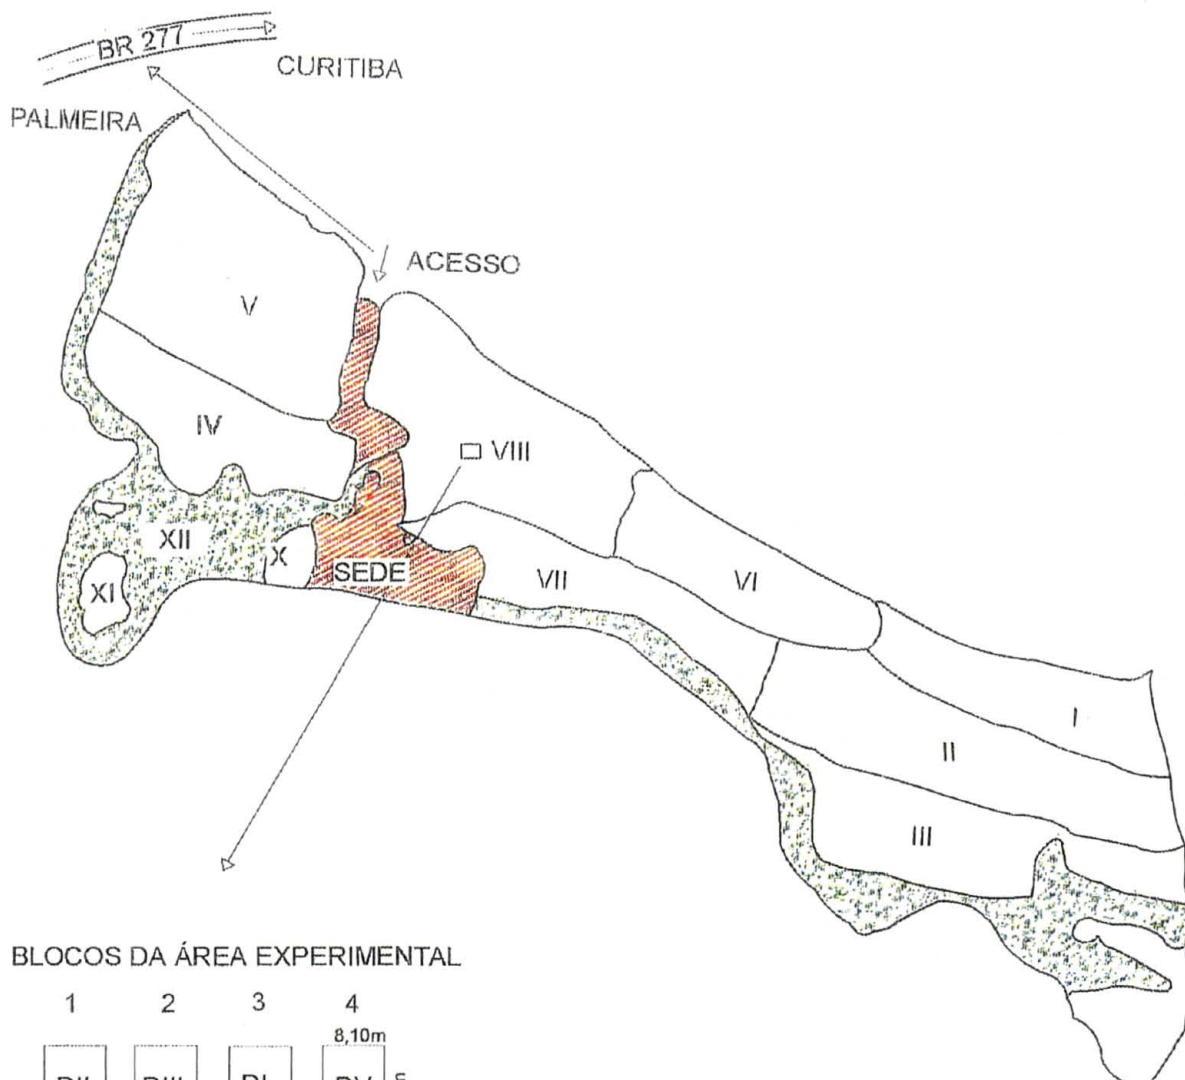 BR 277
CURITIBA
PALMEIRA
ACESSO
V
IV
VIII
XII
X
SEDE
VII
VI
XI
I
II
III
BLOCOS DA ÁREA EXPERIMENTAL
1 2 3 4
8,10m